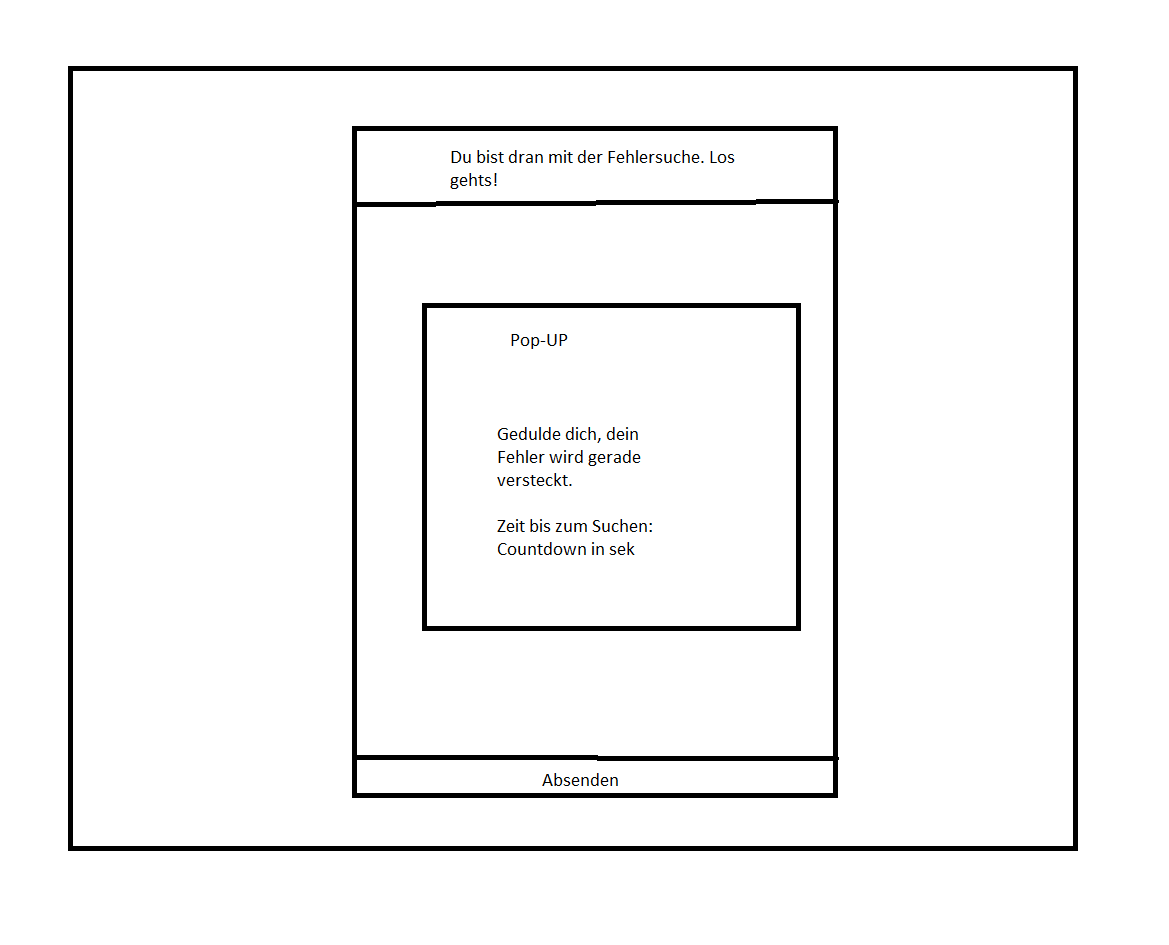 Du bist dran mit der Fehlersuche. Los
gehts!
Pop-UP
Gedulde dich, dein
Fehler wird gerade
versteckt.
Zeit bis zum Suchen:
Countdown in sek
Absenden